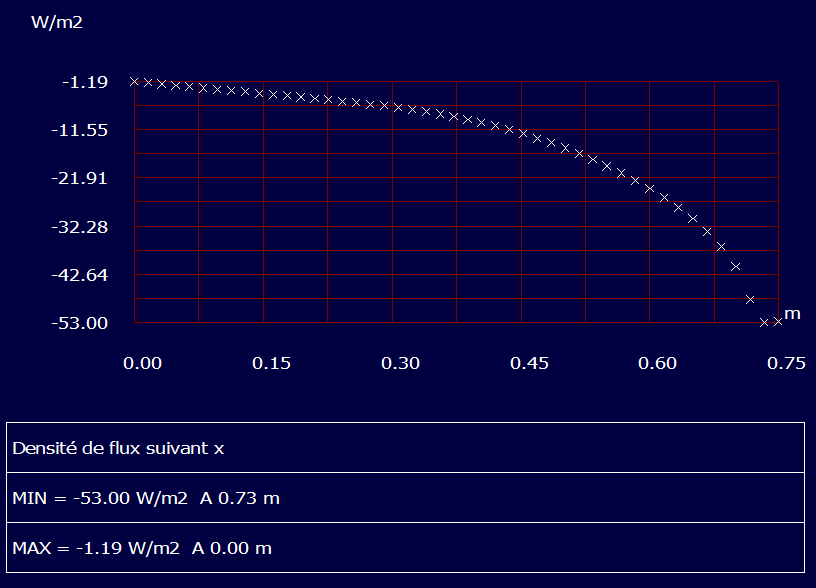 W/m2
-1.19
-11.55
-21.91
-32.28
-42.64
-53.00
m
0.00 0.15 0.30 0.45 0.60 0.75
Densité de flux suivant x
MIN = -53.00 W/m2 A 0.73 m
MAX = -1.19 W/m2 A 0.00 m